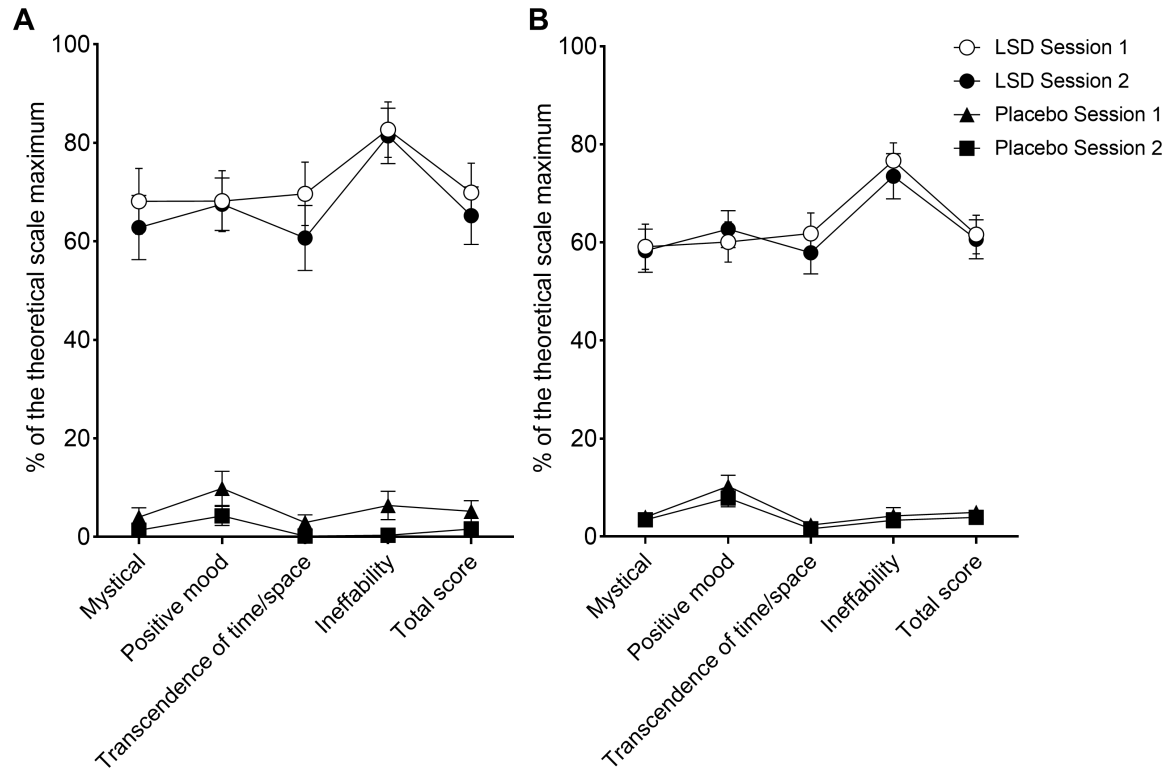 A
% of the theoretical scale maximum
100
80
60
40
20
0
Mystical
Positive mood
Transcendence of time/space
Ineffability
Total score
B
% of the theoretical scale maximum
100
80
60
40
20
0
Mystical
Positive mood
Transcendence of time/space
Ineffability
Total score
LSD Session 1
LSD Session 2
Placebo Session 1
Placebo Session 2